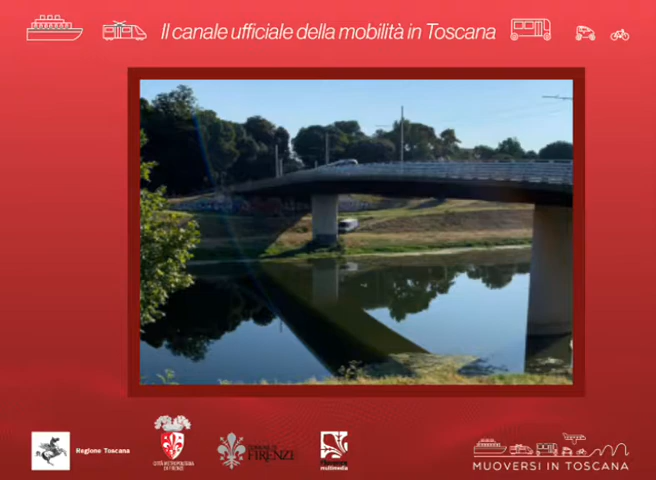 Il canale ufficiale della mobilità in Toscana
Regione Toscana
CITTÀ METROPOLITANA
DI FIRENZE
COMUNE DI
FIRENZE
multimedia
MUOVERSI IN TOSCANA